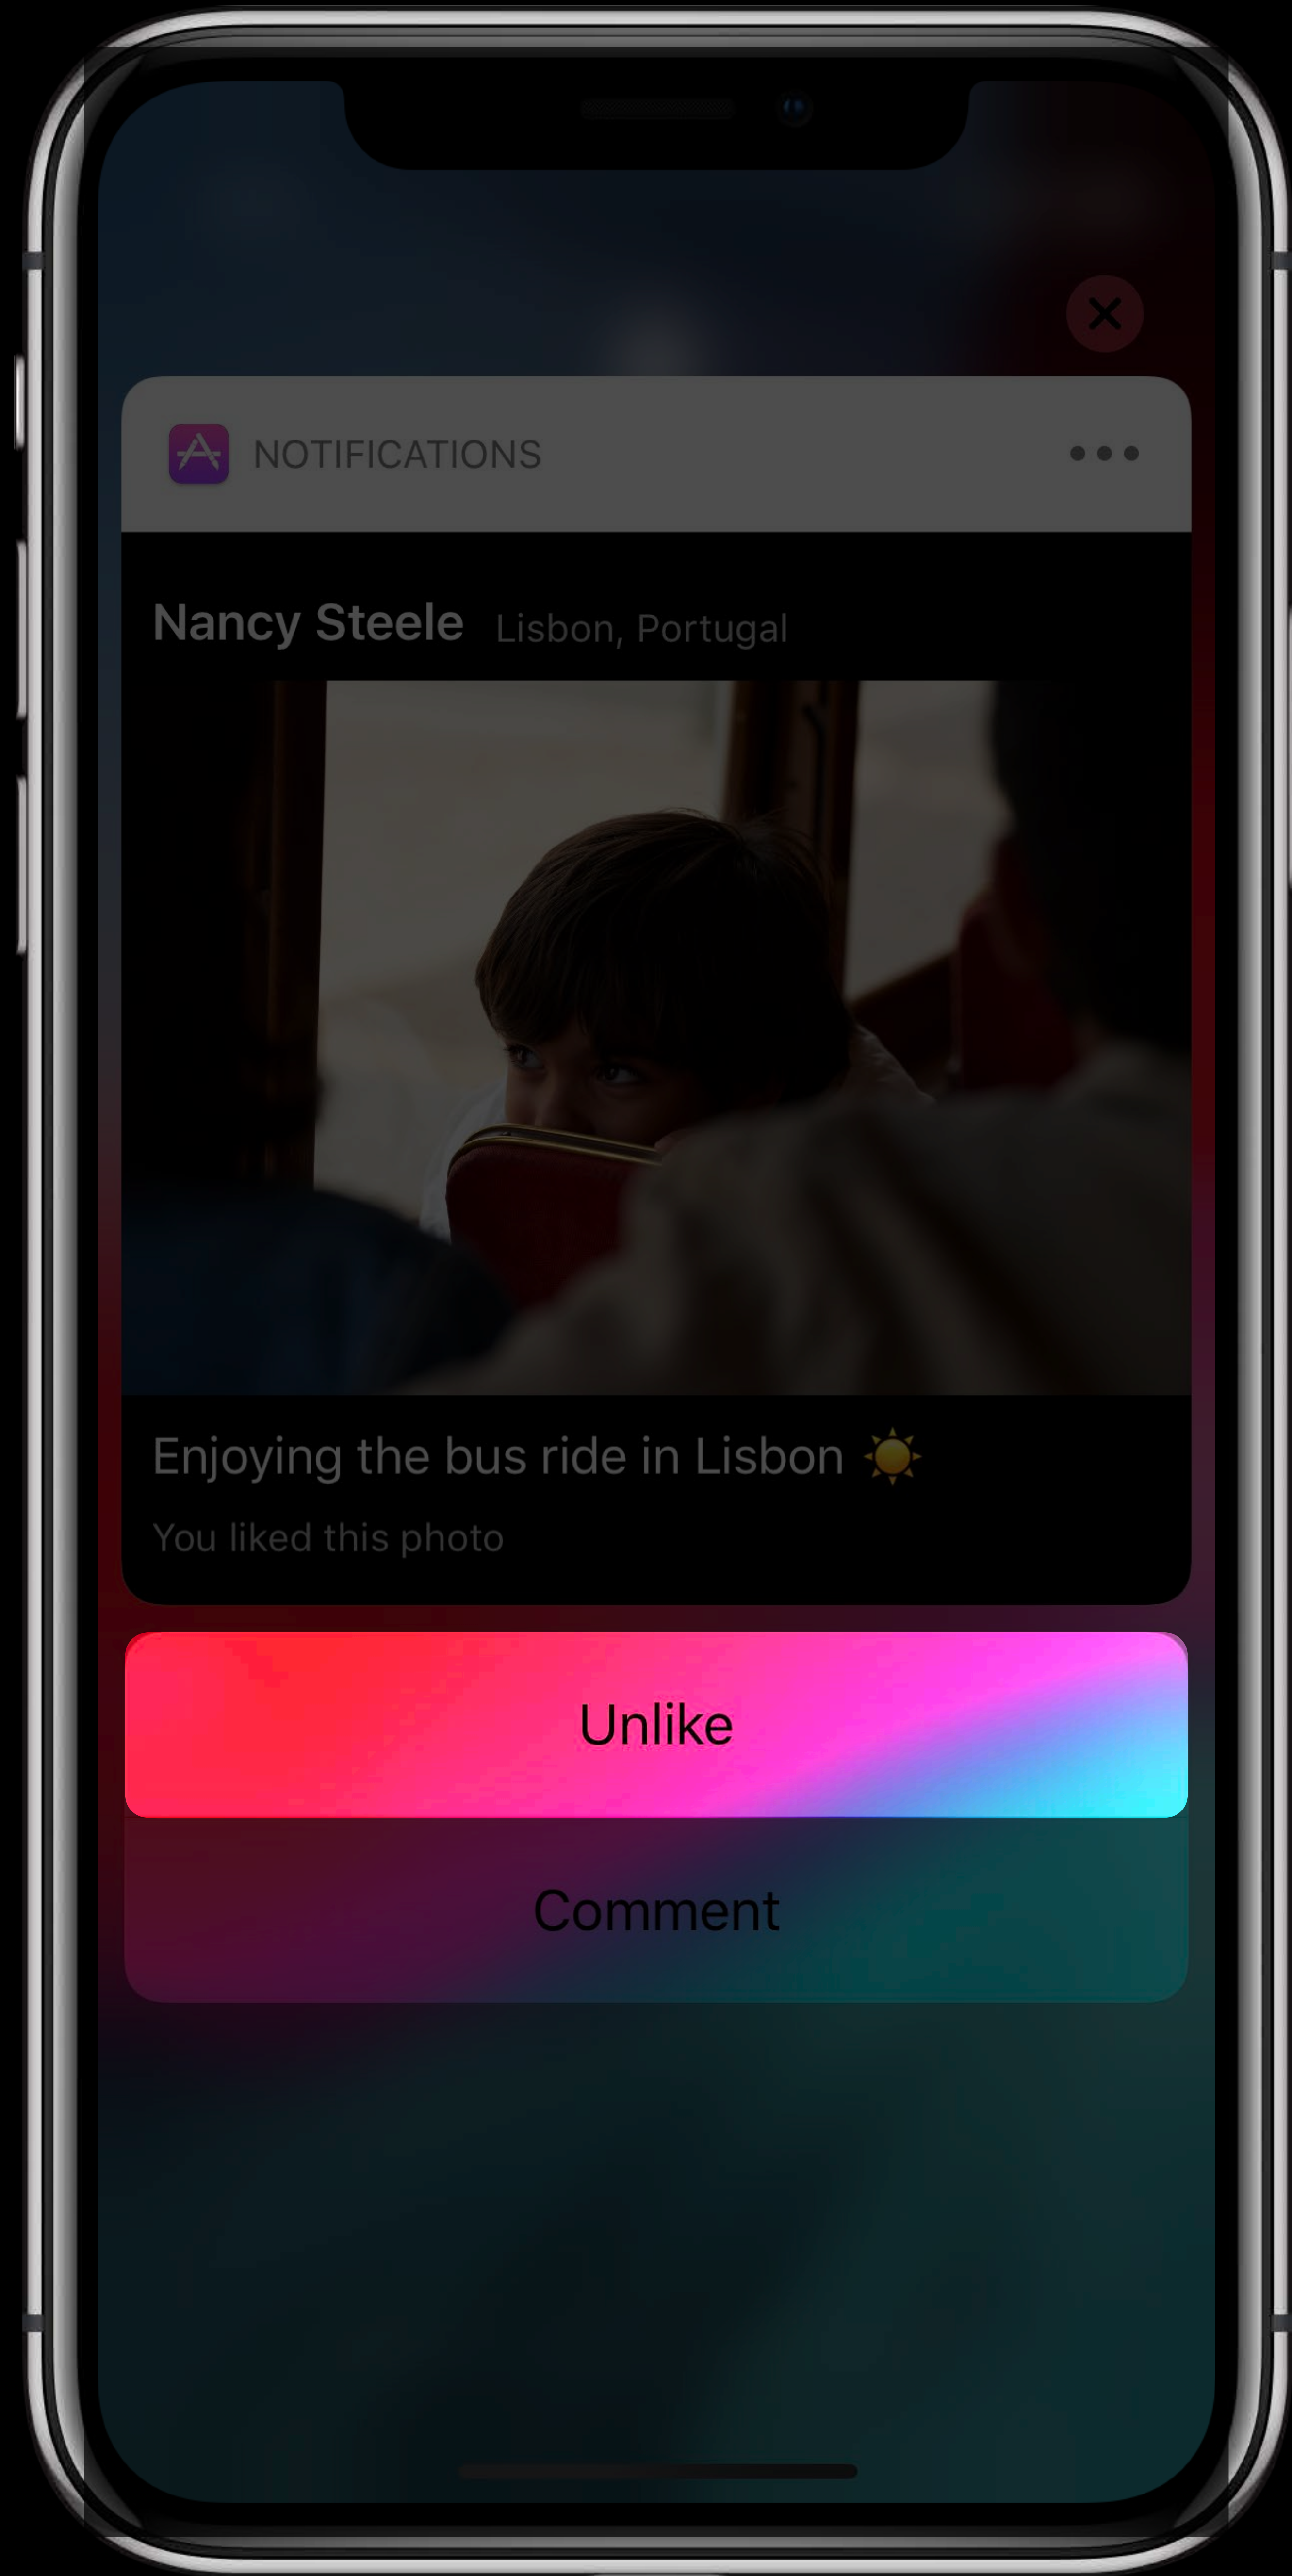 NOTIFICATIONS
Nancy Steele Lisbon, Portugal
Enjoying the bus ride in Lisbon ☀️
You liked this photo
Unlike
Comment